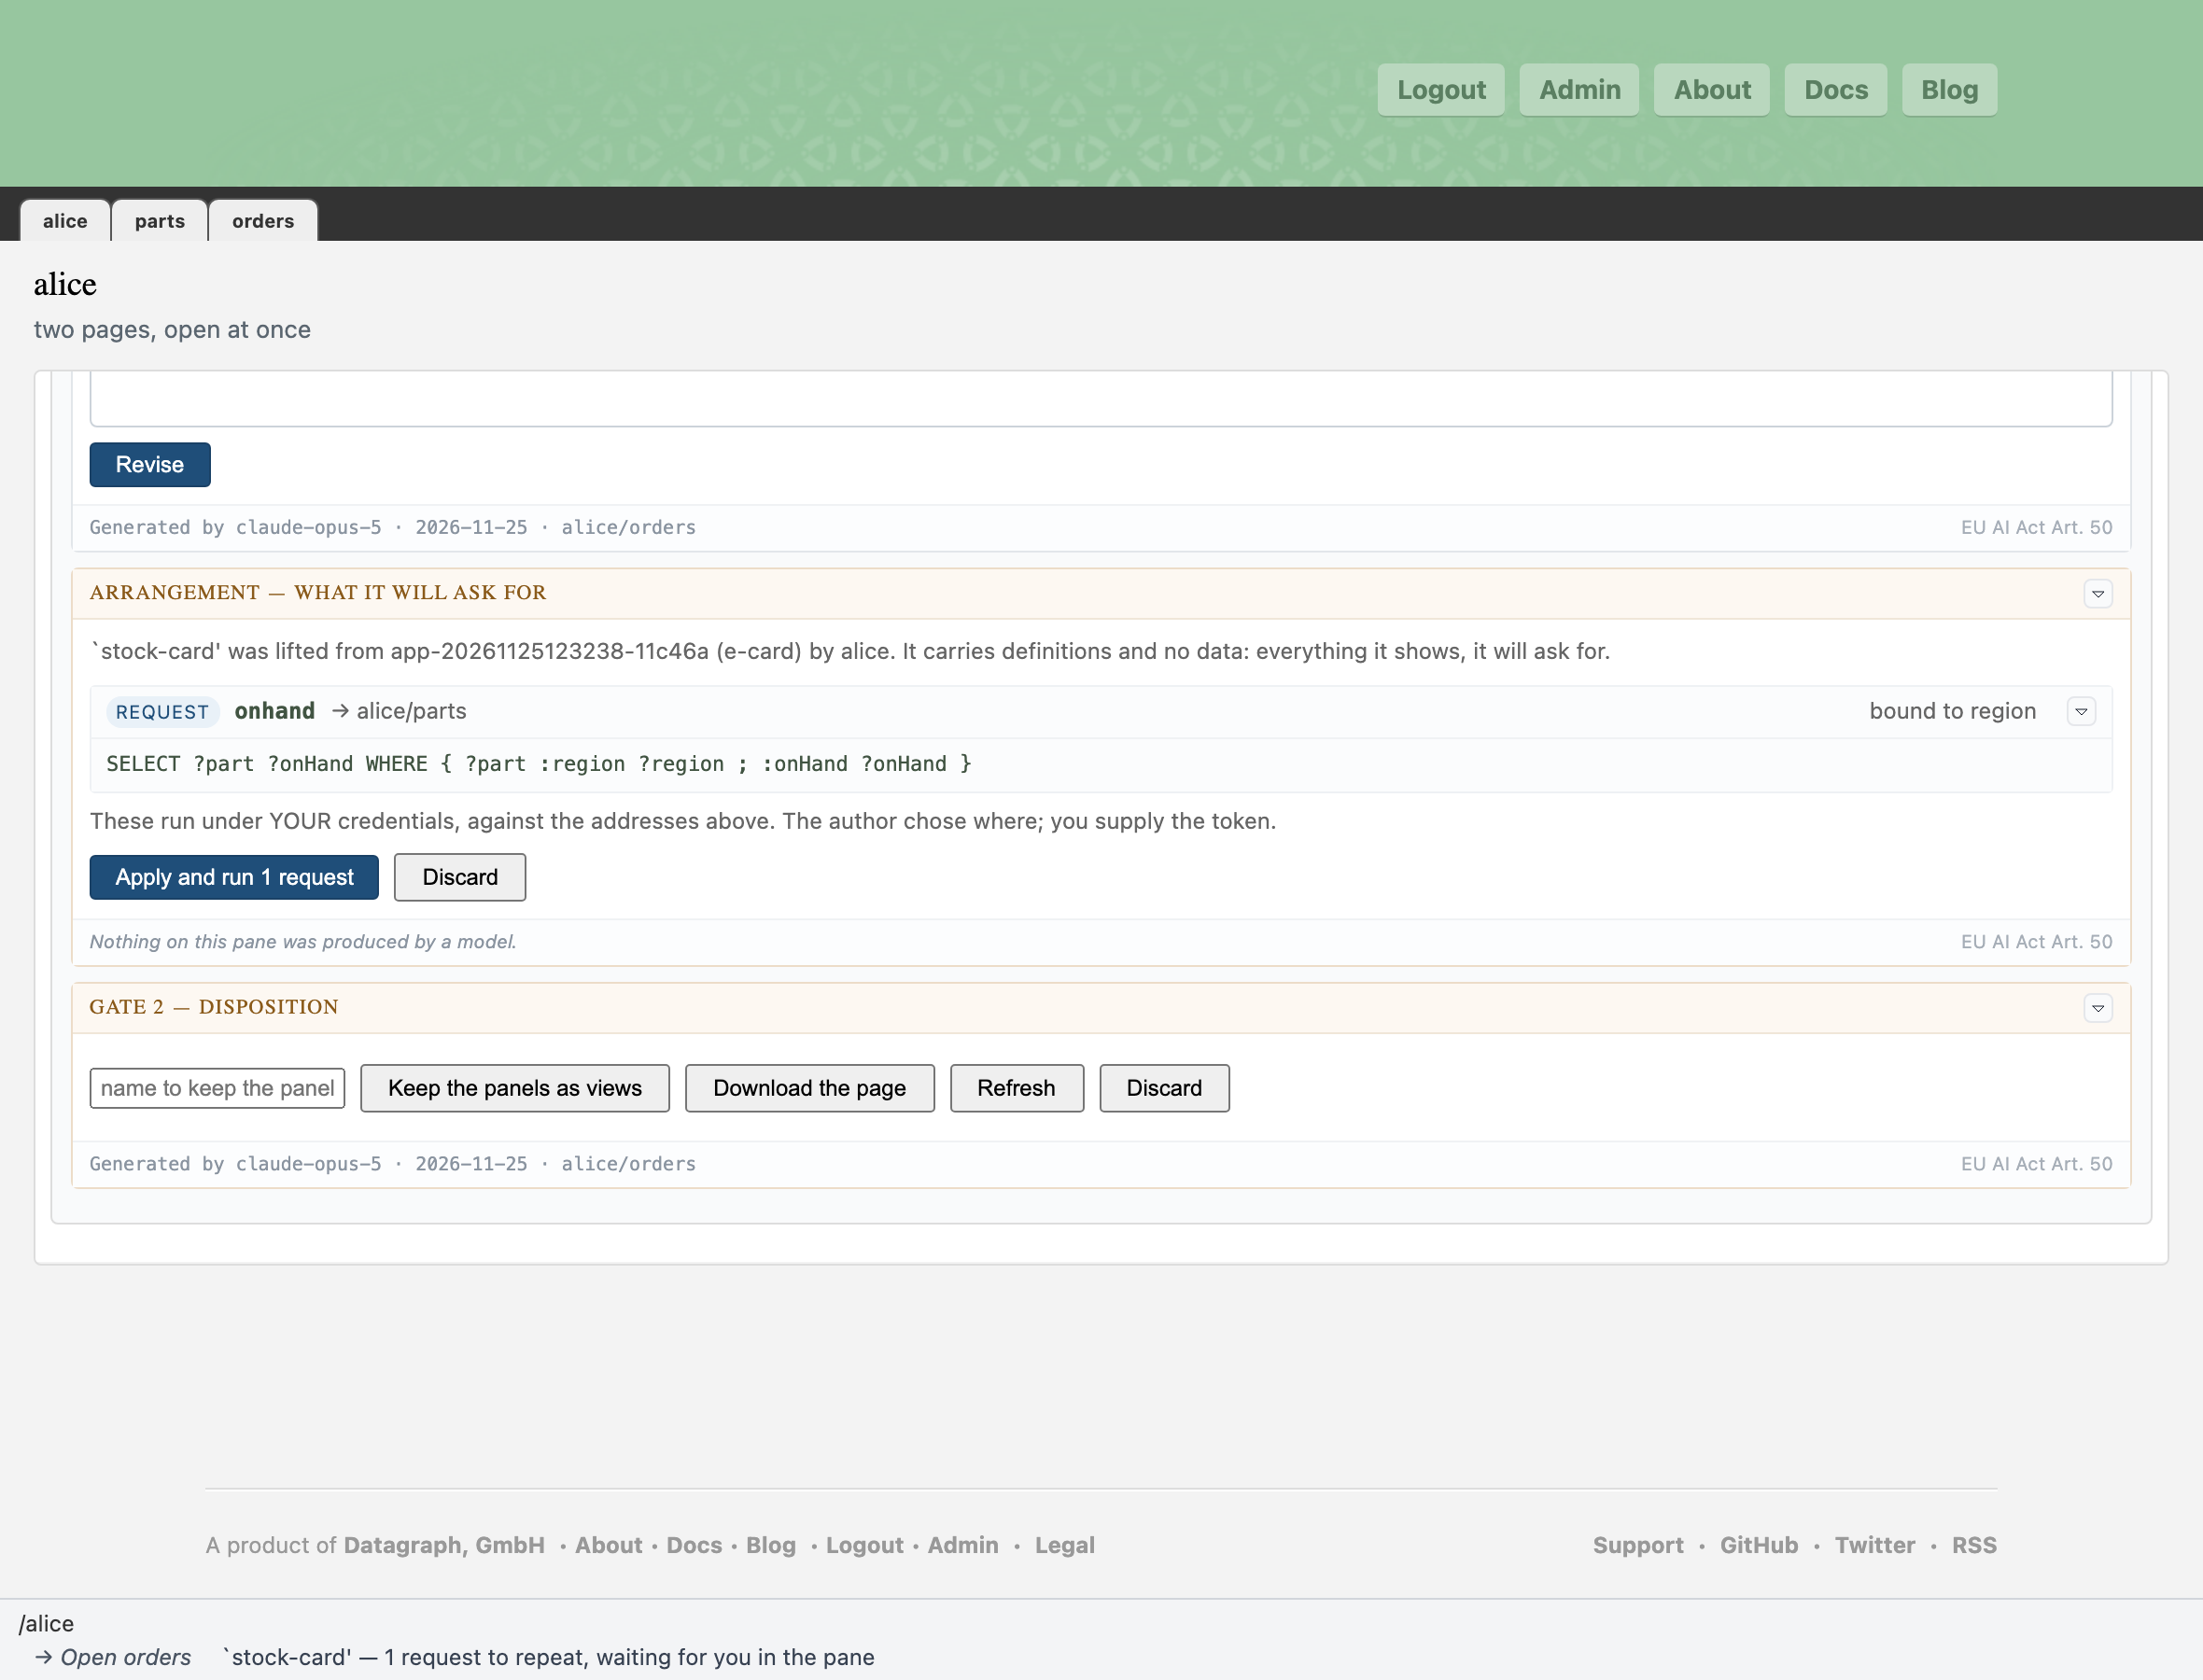 Logout Admin About Docs Blog
alice parts orders
alice
two pages, open at once
Revise
Generated by claude-opus-5 · 2026-11-25 · alice/orders EU AI Act Art. 50
ARRANGEMENT — WHAT IT WILL ASK FOR
`stock-card' was lifted from app-20261125123238-11c46a (e-card) by alice. It carries definitions and no data: everything it shows, it will ask for.
REQUEST onhand → alice/parts bound to region
SELECT ?part ?onHand WHERE { ?part :region ?region ; :onHand ?onHand }
These run under YOUR credentials, against the addresses above. The author chose where; you supply the token.
Apply and run 1 request Discard
Nothing on this pane was produced by a model. EU AI Act Art. 50
GATE 2 — DISPOSITION
name to keep the panel Keep the panels as views Download the page Refresh Discard
Generated by claude-opus-5 · 2026-11-25 · alice/orders EU AI Act Art. 50
A product of Datagraph, GmbH · About · Docs · Blog · Logout · Admin · Legal Support · GitHub · Twitter · RSS
/alice
→ Open orders `stock-card' — 1 request to repeat, waiting for you in the pane